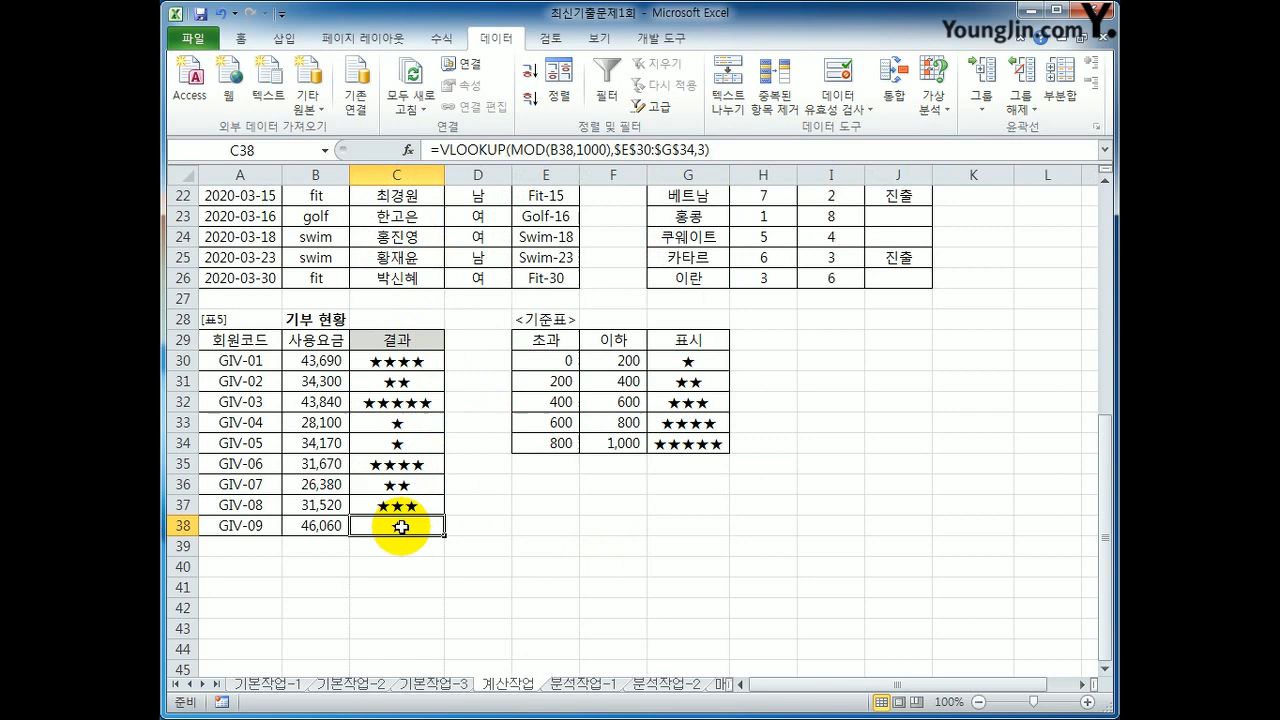 최신기출문제1회 - Microsoft Excel
YoungJin.com Y.
파일 홈 삽입 페이지 레이아웃 수식 데이터 검토 보기 개발 도구
Access 웹 텍스트 기타 원본 기존 연결 모두 새로 고침 연결 속성 연결 편집 정렬 필터 지우기 다시 적용 고급 텍스트 나누기 중복된 항목 제거 데이터 유효성 검사 통합 가상 분석 그룹 그룹 해제 부분합
외부 데이터 가져오기 연결 정렬 및 필터 데이터 도구 윤곽선
C38 fx =VLOOKUP(MOD(B38,1000),$E$30:$G$34,3)
A B C D E F G H I J K L
22 2020-03-15 fit 최경원 남 Fit-15 베트남 7 2 진출
23 2020-03-16 golf 한고은 여 Golf-16 홍콩 1 8
24 2020-03-18 swim 홍진영 여 Swim-18 쿠웨이트 5 4
25 2020-03-23 swim 황재윤 남 Swim-23 카타르 6 3 진출
26 2020-03-30 fit 박신혜 여 Fit-30 이란 3 6
27
28 [표5] 기부 현황 <기준표>
29 회원코드 사용요금 결과 초과 이하 표시
30 GIV-01 43,690 ★★★★ 0 200 ★
31 GIV-02 34,300 ★★ 200 400 ★★
32 GIV-03 43,840 ★★★★★ 400 600 ★★★
33 GIV-04 28,100 ★ 600 800 ★★★★
34 GIV-05 34,170 ★ 800 1,000 ★★★★★
35 GIV-06 31,670 ★★★★
36 GIV-07 26,380 ★★
37 GIV-08 31,520 ★★★
38 GIV-09 46,060
39
40
41
42
43
44
45
기본작업-1 기본작업-2 기본작업-3 계산작업 분석작업-1 분석작업-2
준비 100%